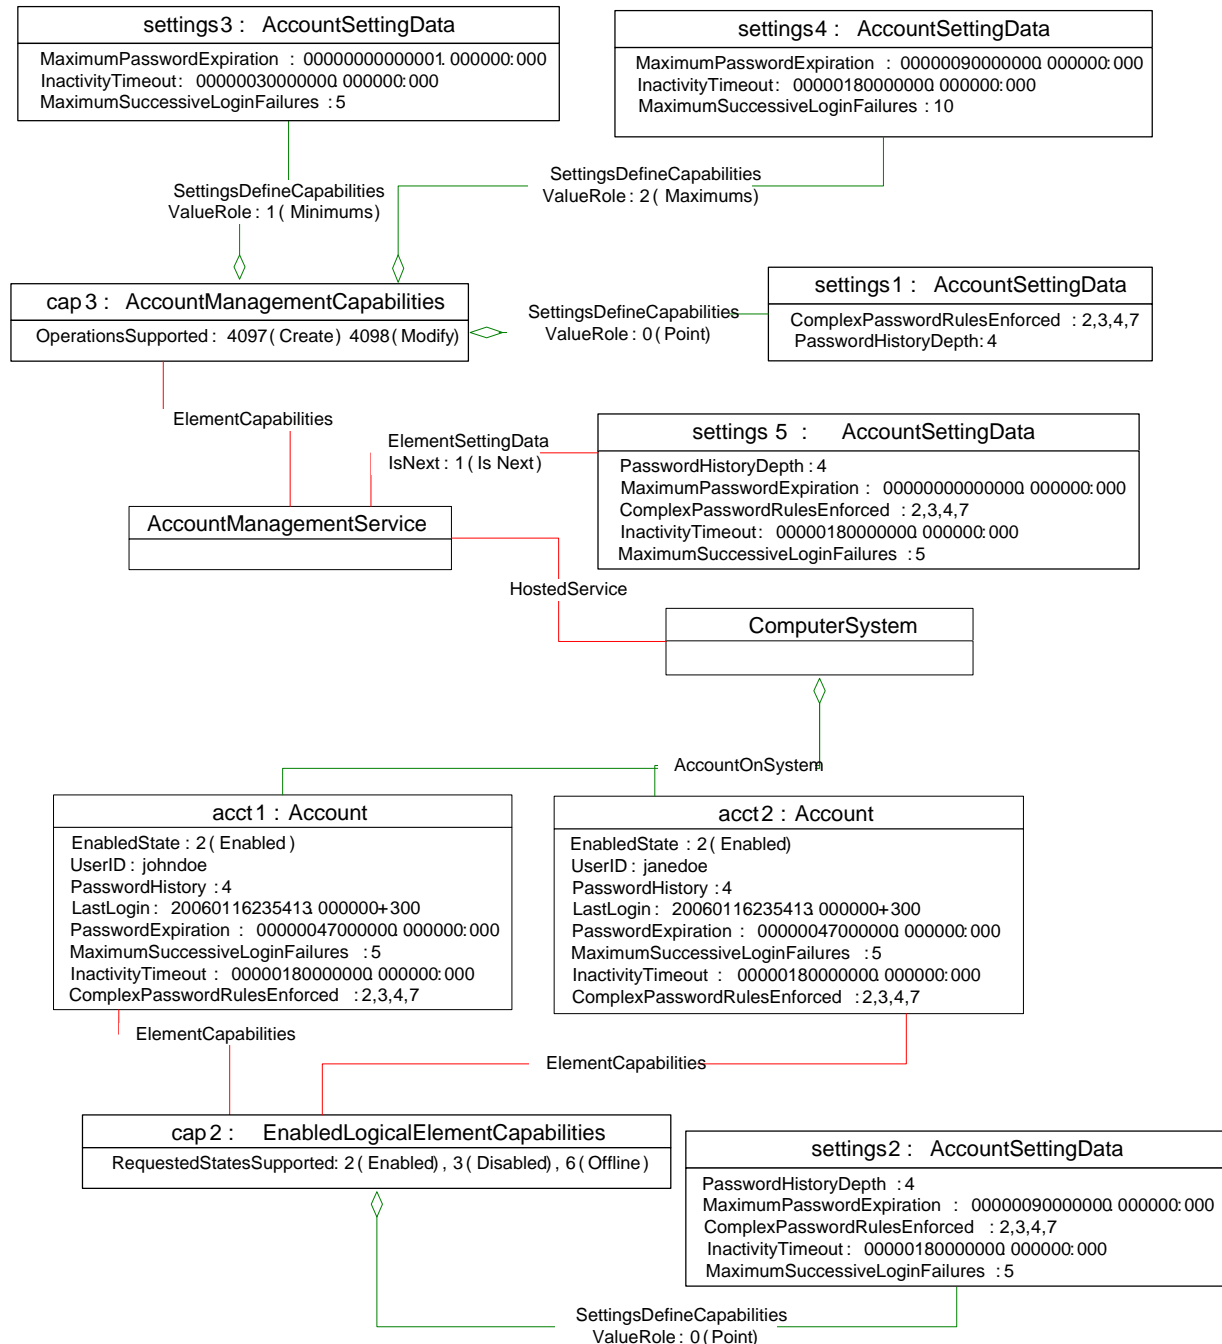 settings3 : AccountSettingData
MaximumPasswordExpiration : 00000000000001. 000000:000
InactivityTimeout: 00000030000000. 000000:000
MaximumSuccessiveLoginFailures : 5
settings4 : AccountSettingData
MaximumPasswordExpiration : 00000090000000. 000000:000
InactivityTimeout: 00000180000000. 000000:000
MaximumSuccessiveLoginFailures : 10
SettingsDefineCapabilities
ValueRole : 1 ( Minimums)
SettingsDefineCapabilities
ValueRole : 2 ( Maximums)
cap 3 : AccountManagementCapabilities
OperationsSupported : 4097( Create) 4098( Modify)
SettingsDefineCapabilities
ValueRole : 0 (Point)
settings1 : AccountSettingData
ComplexPasswordRulesEnforced : 2,3,4,7
PasswordHistoryDepth: 4
ElementCapabilities
ElementSettingData
IsNext : 1 ( Is Next)
settings 5 : AccountSettingData
PasswordHistoryDepth : 4
MaximumPasswordExpiration : 00000000000000. 000000:000
ComplexPasswordRulesEnforced : 2,3,4,7
InactivityTimeout : 00000180000000. 000000:000
MaximumSuccessiveLoginFailures : 5
AccountManagementService
HostedService
ComputerSystem
AccountOnSystem
acct 1 : Account
EnabledState : 2 ( Enabled )
UserID : johndoe
PasswordHistory : 4
LastLogin : 20060116235413. 000000+300
PasswordExpiration : 00000047000000. 000000:000
MaximumSuccessiveLoginFailures : 5
InactivityTimeout : 00000180000000. 000000:000
ComplexPasswordRulesEnforced : 2,3,4,7
acct 2 : Account
EnabledState : 2 ( Enabled)
UserID : janedoe
PasswordHistory : 4
LastLogin : 20060116235413. 000000+300
PasswordExpiration : 00000047000000. 000000:000
MaximumSuccessiveLoginFailures : 5
InactivityTimeout : 00000180000000. 000000:000
ComplexPasswordRulesEnforced : 2,3,4,7
ElementCapabilities
ElementCapabilities
cap 2 : EnabledLogicalElementCapabilities
RequestedStatesSupported: 2 ( Enabled) , 3 ( Disabled) , 6 ( Offline)
settings2 : AccountSettingData
PasswordHistoryDepth : 4
MaximumPasswordExpiration : 00000090000000. 000000:000
ComplexPasswordRulesEnforced : 2,3,4,7
InactivityTimeout : 00000180000000. 000000:000
MaximumSuccessiveLoginFailures : 5
SettingsDefineCapabilities
ValueRole : 0 (Point)